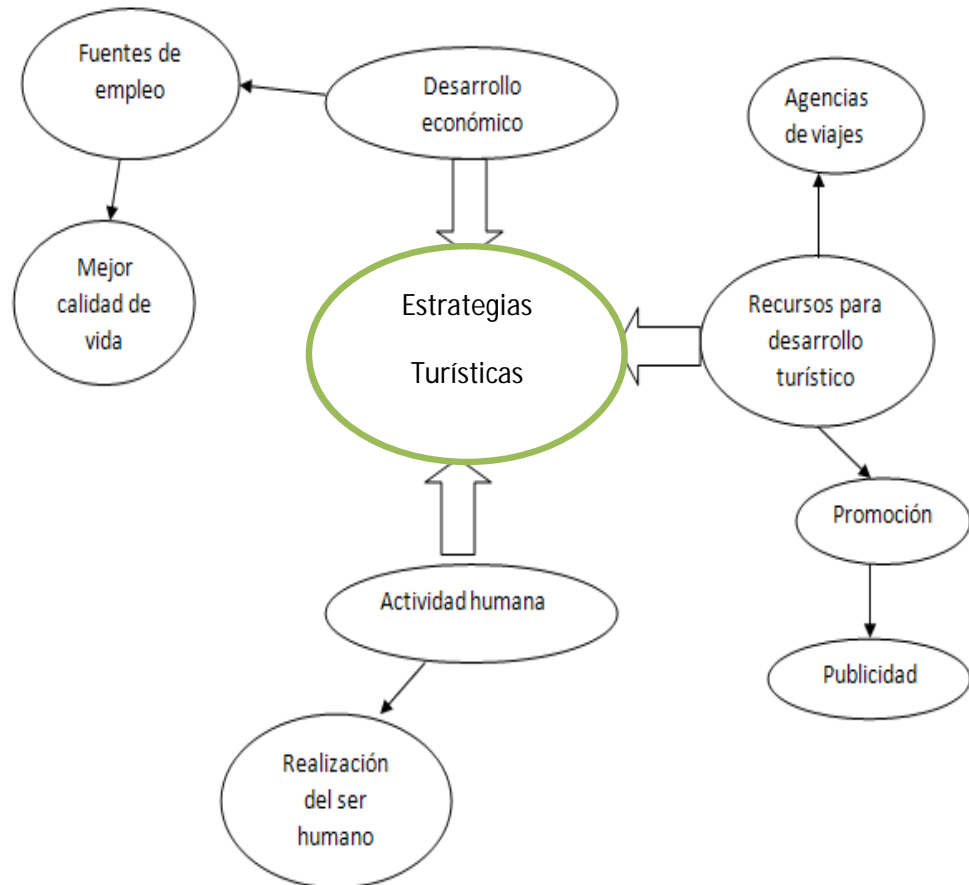 Fuentes de
empleo
Desarrollo
económico
Agencias
de viajes
Mejor
calidad de
vida
Estrategias
Turísticas
Recursos para
desarrollo
turístico
Promoción
Actividad humana
Publicidad
Realización
del ser
humano